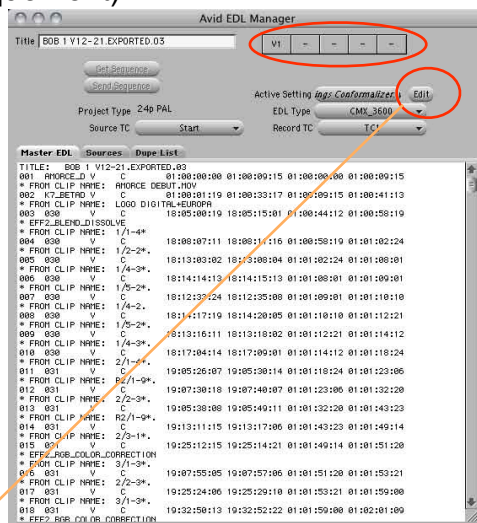 Avid EDL Manager
Title BOB 1 V12-21.EXPORTED.03
V1 - - - -
Get Sequence
Send Sequence
Active Setting ings Conformalizer Edit
Project Type 24p PAL
EDL Type CMX_3600
Source TC Start Record TC TC1
Master EDL Sources Dupe List
TITLE: BOB 1 V12-21.EXPORTED.03
001 AMORCE_D V C 01:00:00:00 01:00:09:15 01:00:00:00 01:00:09:15
* FROM CLIP NAME: AMORCE DEBUT.MOV
002 K7_BETAD V C 01:00:01:19 01:00:33:17 01:00:09:15 01:00:41:13
* FROM CLIP NAME: LOGO DIGITAL+EUROPA
003 030 V C 18:05:00:19 18:05:15:01 01:00:44:12 01:00:58:19
* EFF2_BLEND_DISSOLVE
* FROM CLIP NAME: 1/1-4*
004 030 V C 18:08:07:11 18:08:11:16 01:00:58:19 01:01:02:24
* FROM CLIP NAME: 1/2-2*.
005 030 V C 18:13:03:02 18:13:08:04 01:01:02:24 01:01:08:01
* FROM CLIP NAME: 1/4-3*.
006 030 V C 18:14:14:13 18:14:15:13 01:01:08:01 01:01:09:01
* FROM CLIP NAME: 1/5-2*.
007 030 V C 18:12:33:24 18:12:35:08 01:01:09:01 01:01:10:10
* FROM CLIP NAME: 1/4-2.
008 030 V C 18:14:17:19 18:14:20:05 01:01:10:10 01:01:12:21
* FROM CLIP NAME: 1/5-2*.
009 030 V C 18:13:16:11 18:13:18:02 01:01:12:21 01:01:14:12
* FROM CLIP NAME: 1/4-3*.
010 030 V C 18:17:04:14 18:17:09:01 01:01:14:12 01:01:18:24
* FROM CLIP NAME: 2/1-4*.
011 031 V C 19:05:26:07 19:05:30:14 01:01:18:24 01:01:23:06
* FROM CLIP NAME: R2/1-9*.
012 031 V C 19:07:30:18 19:07:40:07 01:01:23:06 01:01:32:20
* FROM CLIP NAME: 2/2-3*.
013 031 V C 19:05:38:08 19:05:49:11 01:01:32:20 01:01:43:23
* FROM CLIP NAME: R2/1-9*.
014 031 V C 19:13:11:15 19:13:17:06 01:01:43:23 01:01:49:14
* FROM CLIP NAME: 2/3-1*.
015 031 V C 19:25:12:15 19:25:14:21 01:01:49:14 01:01:51:20
* EFF2_RGB_COLOR_CORRECTION
* FROM CLIP NAME: 3/1-3*.
016 031 V C 19:07:55:05 19:07:57:06 01:01:51:20 01:01:53:21
* FROM CLIP NAME: 2/2-3*.
017 031 V C 19:25:24:06 19:25:29:10 01:01:53:21 01:01:59:00
* FROM CLIP NAME: 3/1-3*.
018 031 V C 19:32:50:13 19:32:52:22 01:01:59:00 01:02:01:09
* EFF2_RGB_COLOR_CORRECTION